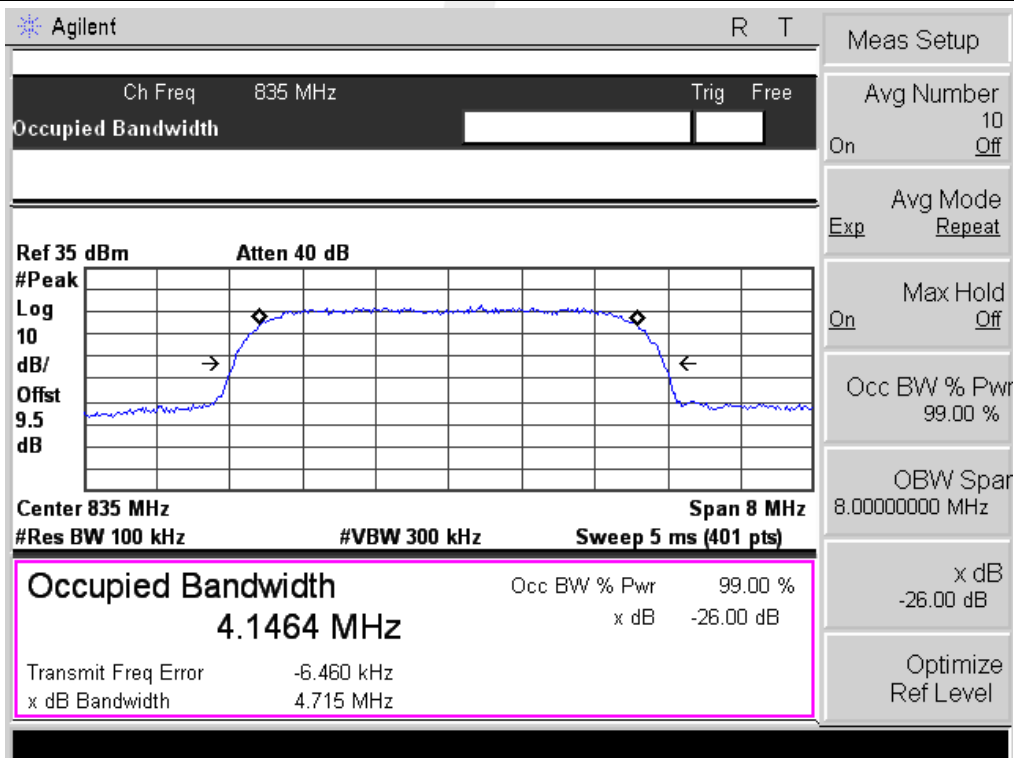 Agilent R T
Ch Freq 835 MHz Trig Free
Occupied Bandwidth
Ref 35 dBm Atten 40 dB
#Peak
Log
10
dB/
Offst
9.5
dB
Center 835 MHz Span 8 MHz
#Res BW 100 kHz #VBW 300 kHz Sweep 5 ms (401 pts)
Occupied Bandwidth Occ BW % Pwr 99.00 %
4.1464 MHz x dB -26.00 dB
Transmit Freq Error -6.460 kHz
x dB Bandwidth 4.715 MHz
Meas Setup
Avg Number
10
On Off
Avg Mode
Exp Repeat
Max Hold
On Off
Occ BW % Pwr
99.00 %
OBW Span
8.00000000 MHz
x dB
-26.00 dB
Optimize
Ref Level